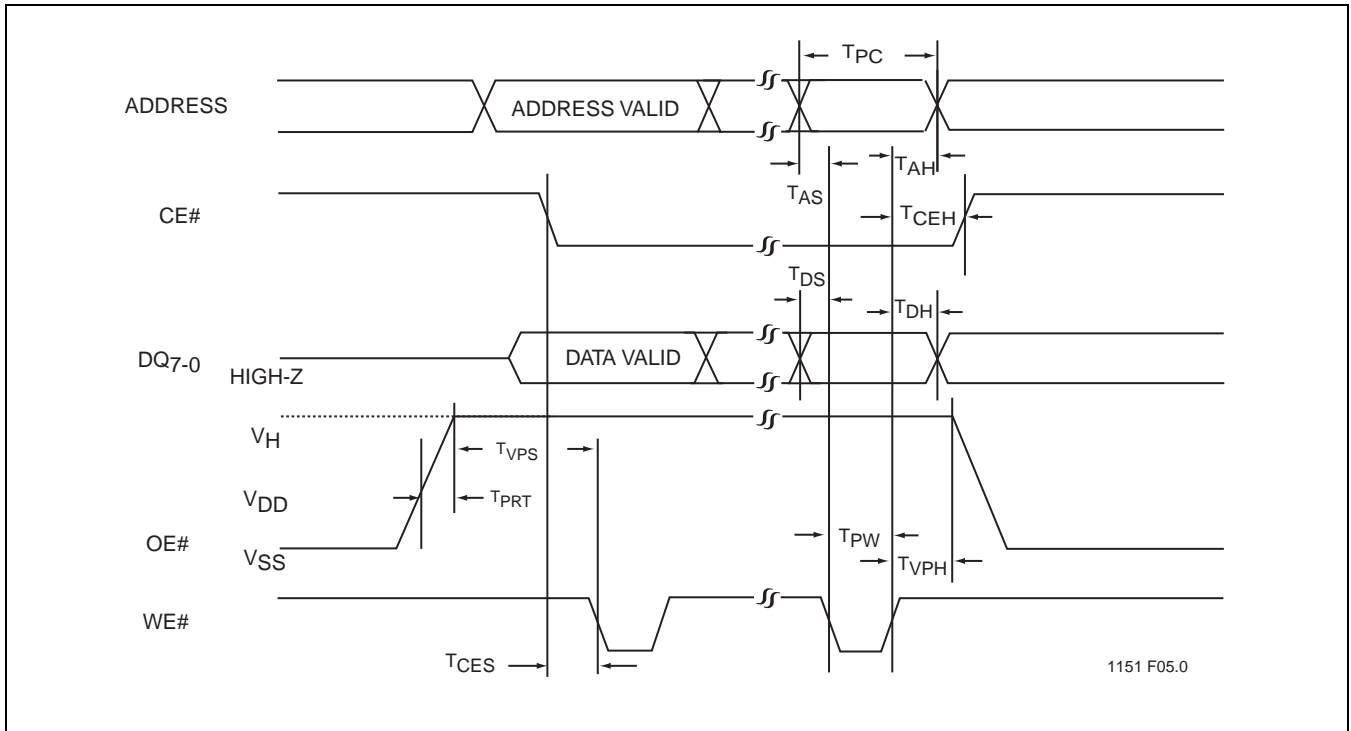 TPC
ADDRESS
ADDRESS VALID
TAH
TAS
CE#
TCEH
TDS
TDH
DQ7-0
DATA VALID
HIGH-Z
VH
TVPS
VDD
TPRT
OE#
VSS
TPW
TVPH
WE#
TCES
1151 F05.0